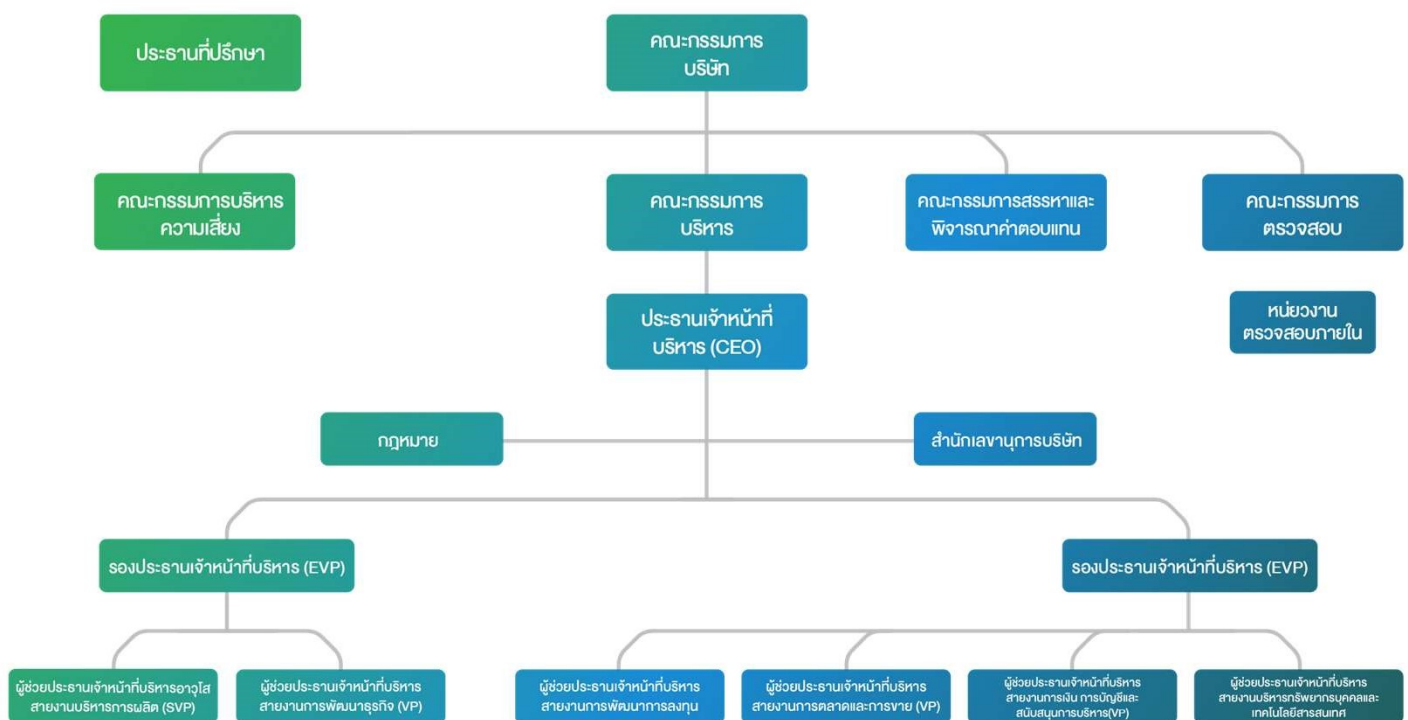 ประธานที่ปรึกษา
คณะกรรมการ
บริษัท
คณะกรรมการบริหาร
ความเสี่ยง
คณะกรรมการ
บริหาร
คณะกรรมการสรรหาและ
พิจารณาค่าตอบแทน
คณะกรรมการ
ตรวจสอบ
ประธานเจ้าหน้าที่
บริหาร (CEO)
หน่วยงาน
ตรวจสอบภายใน
กฎหมาย
สำนักเลขานุการบริษัท
รองประธานเจ้าหน้าที่บริหาร (EVP)
รองประธานเจ้าหน้าที่บริหาร (EVP)
ผู้ช่วยประธานเจ้าหน้าที่บริหารอาวุโส
สายงานบริหารการผลิต (SVP)
ผู้ช่วยประธานเจ้าหน้าที่บริหาร
สายงานการพัฒนาธุรกิจ (VP)
ผู้ช่วยประธานเจ้าหน้าที่บริหาร
สายงานการพัฒนาการลงทุน
ผู้ช่วยประธานเจ้าหน้าที่บริหาร
สายงานการตลาดและการขาย (VP)
ผู้ช่วยประธานเจ้าหน้าที่บริหาร
สายงานการเงิน การบัญชีและ
สนับสนุนการบริหาร(VP)
ผู้ช่วยประธานเจ้าหน้าที่บริหาร
สายงานบริหารทรัพยากรบุคคลและ
เทคโนโลยีสารสนเทศ